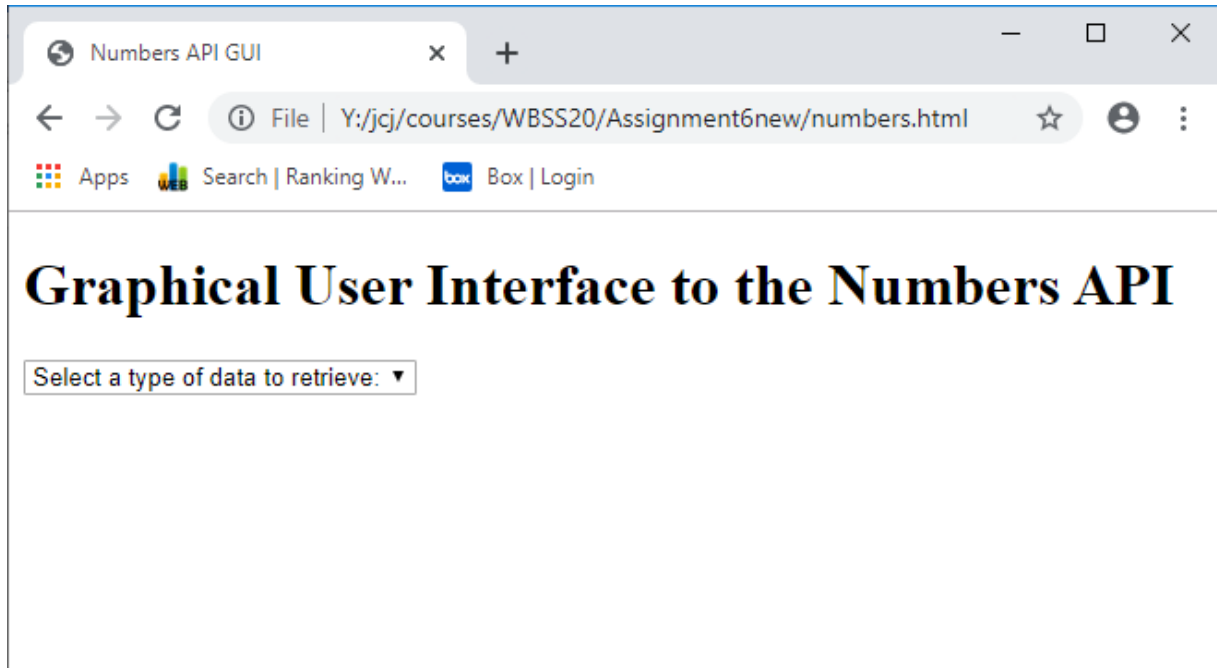 Numbers API GUI
File | Y:/jcj/courses/WBSS20/Assignment6new/numbers.html
Apps WEB Search | Ranking W... box Box | Login
Graphical User Interface to the Numbers API
Select a type of data to retrieve: